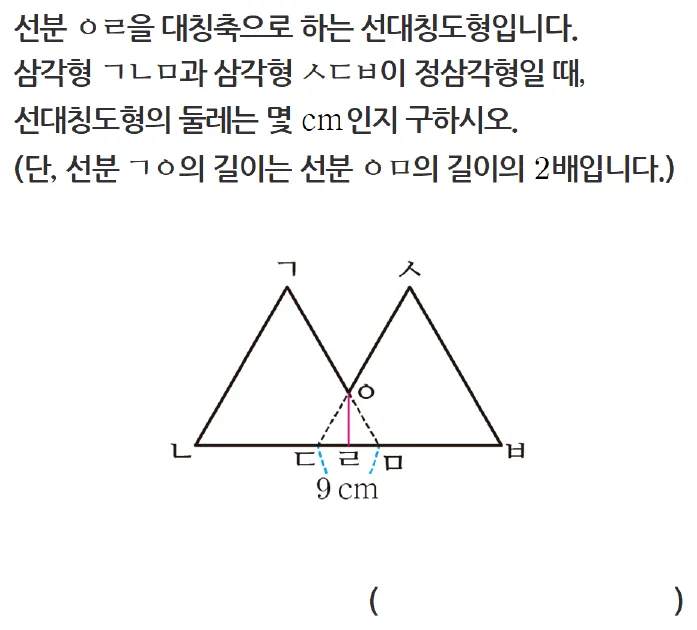 선분 ㅇㄹ을 대칭축으로 하는 선대칭도형입니다.
삼각형 ㄱㄴㅁ과 삼각형 ㅅㄷㅂ이 정삼각형일 때,
선대칭도형의 둘레는 몇 cm인지 구하시오.
(단, 선분 ㄱㅇ의 길이는 선분 ㅇㅁ의 길이의 2배입니다.)
ㄱ ㅅ
ㅇ
ㄴ ㄷ ㄹ ㅁ ㅂ
9 cm
( )